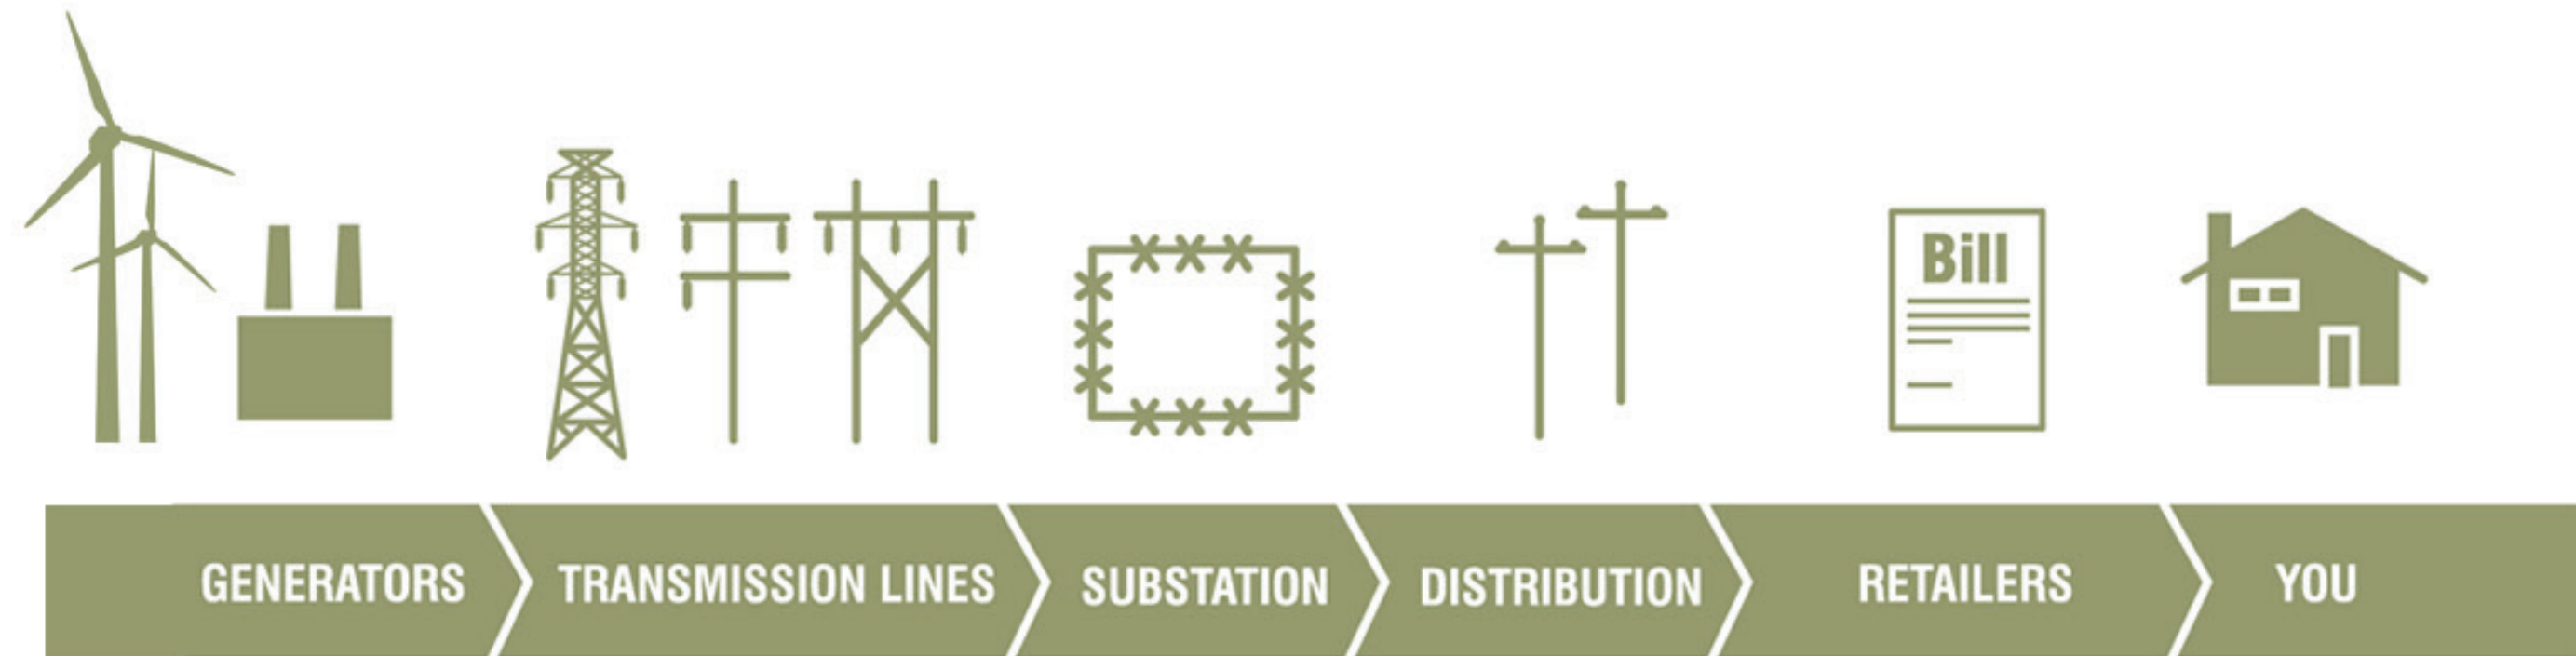 Bill
GENERATORS
TRANSMISSION LINES
SUBSTATION
DISTRIBUTION
RETAILERS
YOU